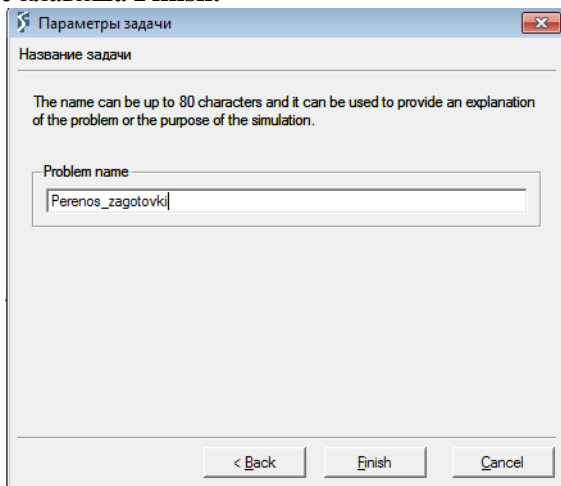 Параметры задачи
Название задачи
The name can be up to 80 characters and it can be used to provide an explanation
of the problem or the purpose of the simulation.
Problem name
Perenos_zagotovki
< Back Finish Cancel